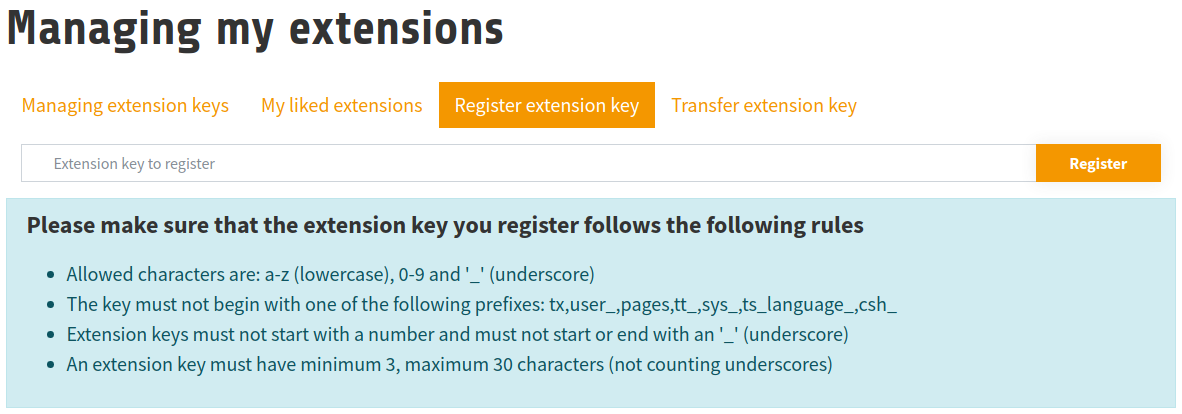 Managing my extensions
Managing extension keys My liked extensions Register extension key Transfer extension key
Extension key to register Register
Please make sure that the extension key you register follows the following rules
• Allowed characters are: a-z (lowercase), 0-9 and '_' (underscore)
• The key must not begin with one of the following prefixes: tx,user_,pages,tt_,sys_,ts_language_,csh_
• Extension keys must not start with a number and must not start or end with an '_' (underscore)
• An extension key must have minimum 3, maximum 30 characters (not counting underscores)